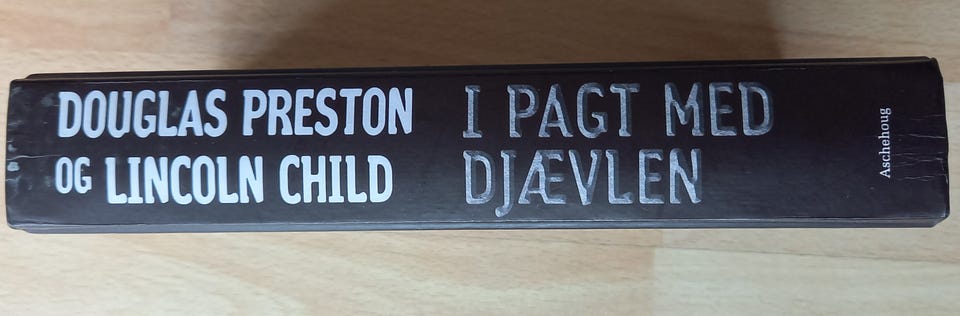 DOUGLAS PRESTON
OG LINCOLN CHILD
I PAGT MED
DJÆVLEN
Aschehoug